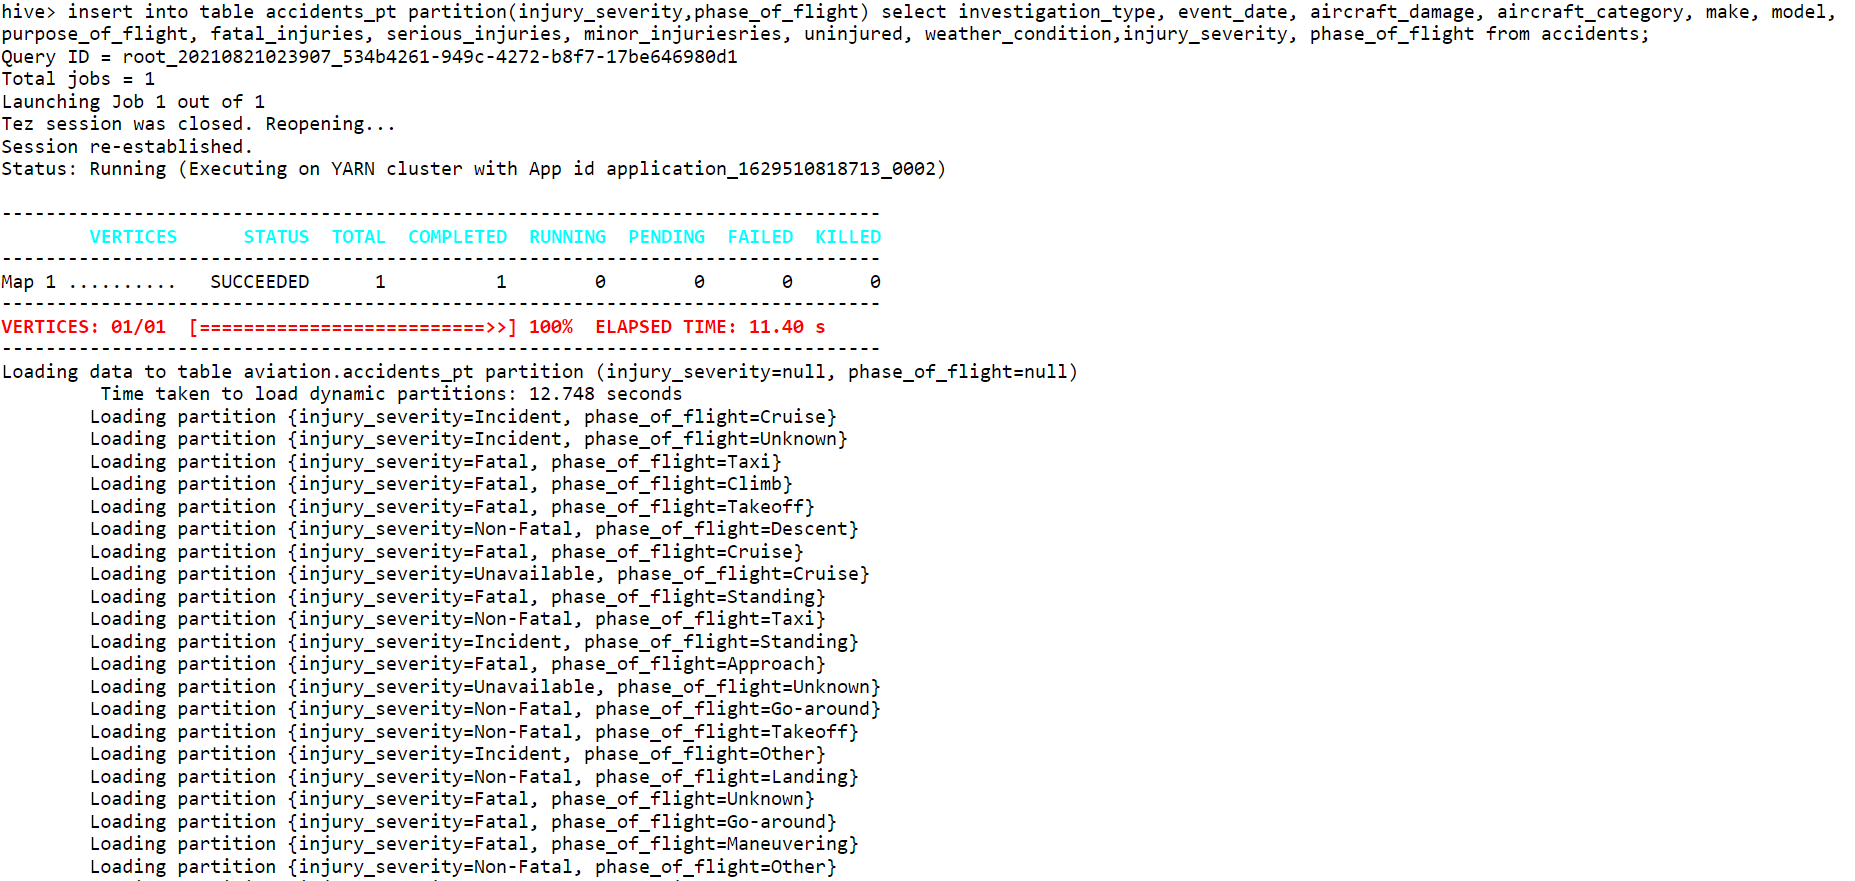 hive> insert into table accidents_pt partition(injury_severity,phase_of_flight) select investigation_type, event_date, aircraft_damage, aircraft_category, make, model,
purpose_of_flight, fatal_injuries, serious_injuries, minor_injuriesries, uninjured, weather_condition,injury_severity, phase_of_flight from accidents;
Query ID = root_20210821023907_534b4261-949c-4272-b8f7-17be646980d1
Total jobs = 1
Launching Job 1 out of 1
Tez session was closed. Reopening...
Session re-established.
Status: Running (Executing on YARN cluster with App id application_1629510818713_0002)
--------------------------------------------------------------------------------
        VERTICES      STATUS  TOTAL  COMPLETED  RUNNING  PENDING  FAILED  KILLED
--------------------------------------------------------------------------------
Map 1 ..........   SUCCEEDED      1          1        0        0       0       0
--------------------------------------------------------------------------------
VERTICES: 01/01  [==========================>>] 100%  ELAPSED TIME: 11.40 s
--------------------------------------------------------------------------------
Loading data to table aviation.accidents_pt partition (injury_severity=null, phase_of_flight=null)
         Time taken to load dynamic partitions: 12.748 seconds
        Loading partition {injury_severity=Incident, phase_of_flight=Cruise}
        Loading partition {injury_severity=Incident, phase_of_flight=Unknown}
        Loading partition {injury_severity=Fatal, phase_of_flight=Taxi}
        Loading partition {injury_severity=Fatal, phase_of_flight=Climb}
        Loading partition {injury_severity=Fatal, phase_of_flight=Takeoff}
        Loading partition {injury_severity=Non-Fatal, phase_of_flight=Descent}
        Loading partition {injury_severity=Fatal, phase_of_flight=Cruise}
        Loading partition {injury_severity=Unavailable, phase_of_flight=Cruise}
        Loading partition {injury_severity=Fatal, phase_of_flight=Standing}
        Loading partition {injury_severity=Non-Fatal, phase_of_flight=Taxi}
        Loading partition {injury_severity=Incident, phase_of_flight=Standing}
        Loading partition {injury_severity=Fatal, phase_of_flight=Approach}
        Loading partition {injury_severity=Unavailable, phase_of_flight=Unknown}
        Loading partition {injury_severity=Non-Fatal, phase_of_flight=Go-around}
        Loading partition {injury_severity=Non-Fatal, phase_of_flight=Takeoff}
        Loading partition {injury_severity=Incident, phase_of_flight=Other}
        Loading partition {injury_severity=Non-Fatal, phase_of_flight=Landing}
        Loading partition {injury_severity=Fatal, phase_of_flight=Unknown}
        Loading partition {injury_severity=Fatal, phase_of_flight=Go-around}
        Loading partition {injury_severity=Fatal, phase_of_flight=Maneuvering}
        Loading partition {injury_severity=Non-Fatal, phase_of_flight=Other}